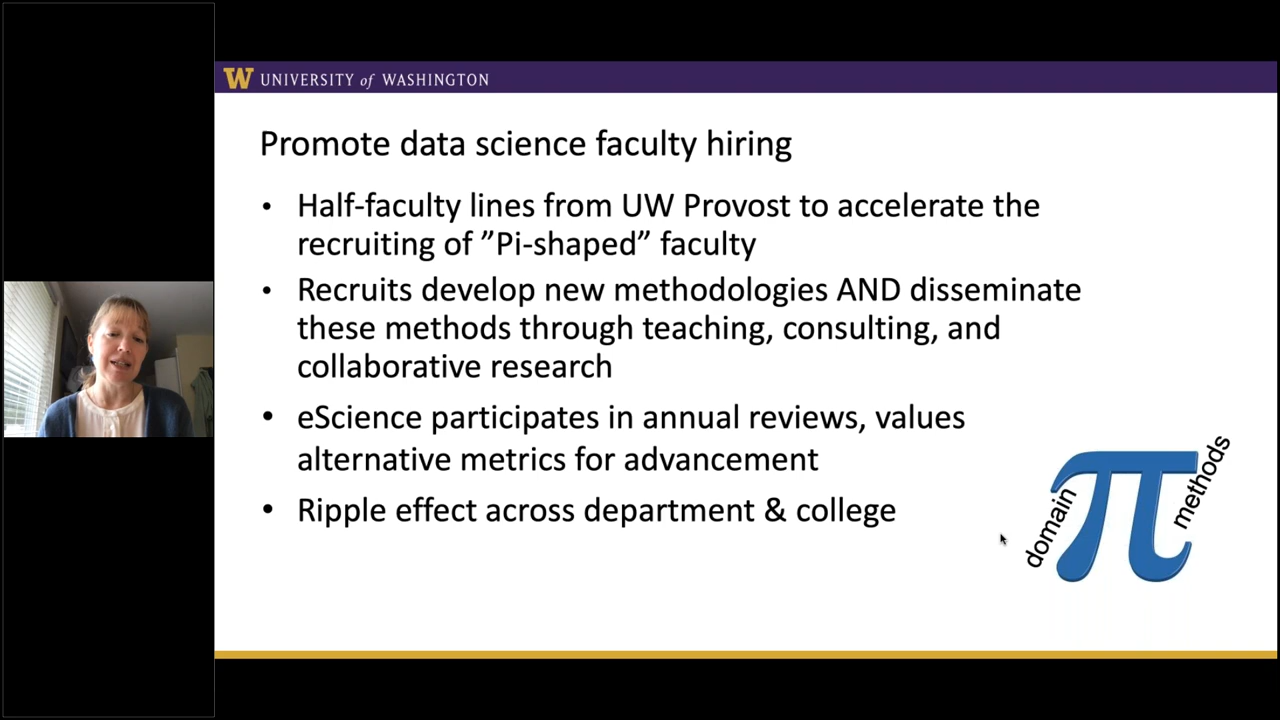 W UNIVERSITY of WASHINGTON
Promote data science faculty hiring
• Half-faculty lines from UW Provost to accelerate the
recruiting of ”Pi-shaped” faculty
• Recruits develop new methodologies AND disseminate
these methods through teaching, consulting, and
collaborative research
• eScience participates in annual reviews, values
alternative metrics for advancement
• Ripple effect across department & college
domain
π
methods